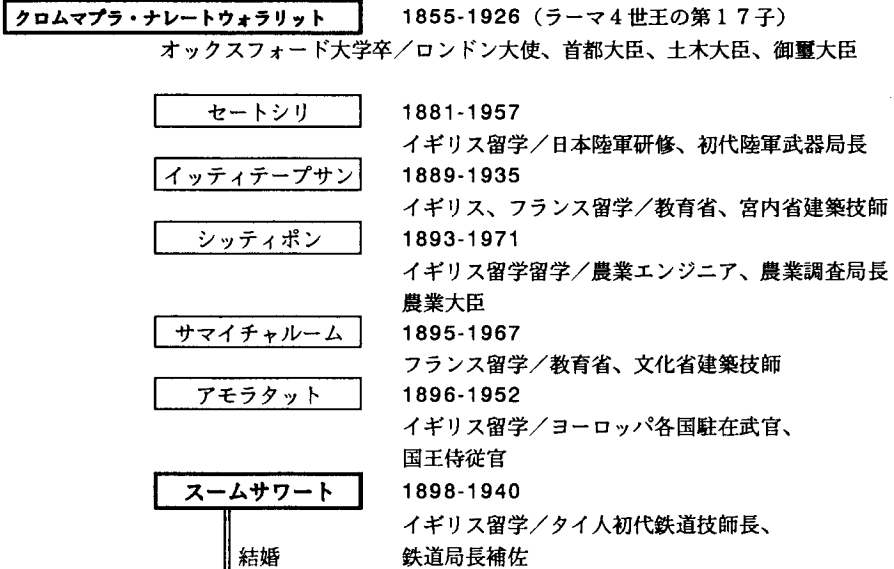 クロムマプラ・ナレートウォラリット 1855-1926（ラーマ４世王の第１７子）
オックスフォード大学卒／ロンドン大使、首都大臣、土木大臣、御璽大臣
セートシリ 1881-1957
イギリス留学／日本陸軍研修、初代陸軍武器局長
イッティテープサン 1889-1935
イギリス、フランス留学／教育省、宮内省建築技師
シッティポン 1893-1971
イギリス留学留学／農業エンジニア、農業調査局長
農業大臣
サマイチャルーム 1895-1967
フランス留学／教育省、文化省建築技師
アモラタット 1896-1952
イギリス留学／ヨーロッパ各国駐在武官、
国王侍従官
スームサワート 1898-1940
イギリス留学／タイ人初代鉄道技師長、
結婚 鉄道局長補佐